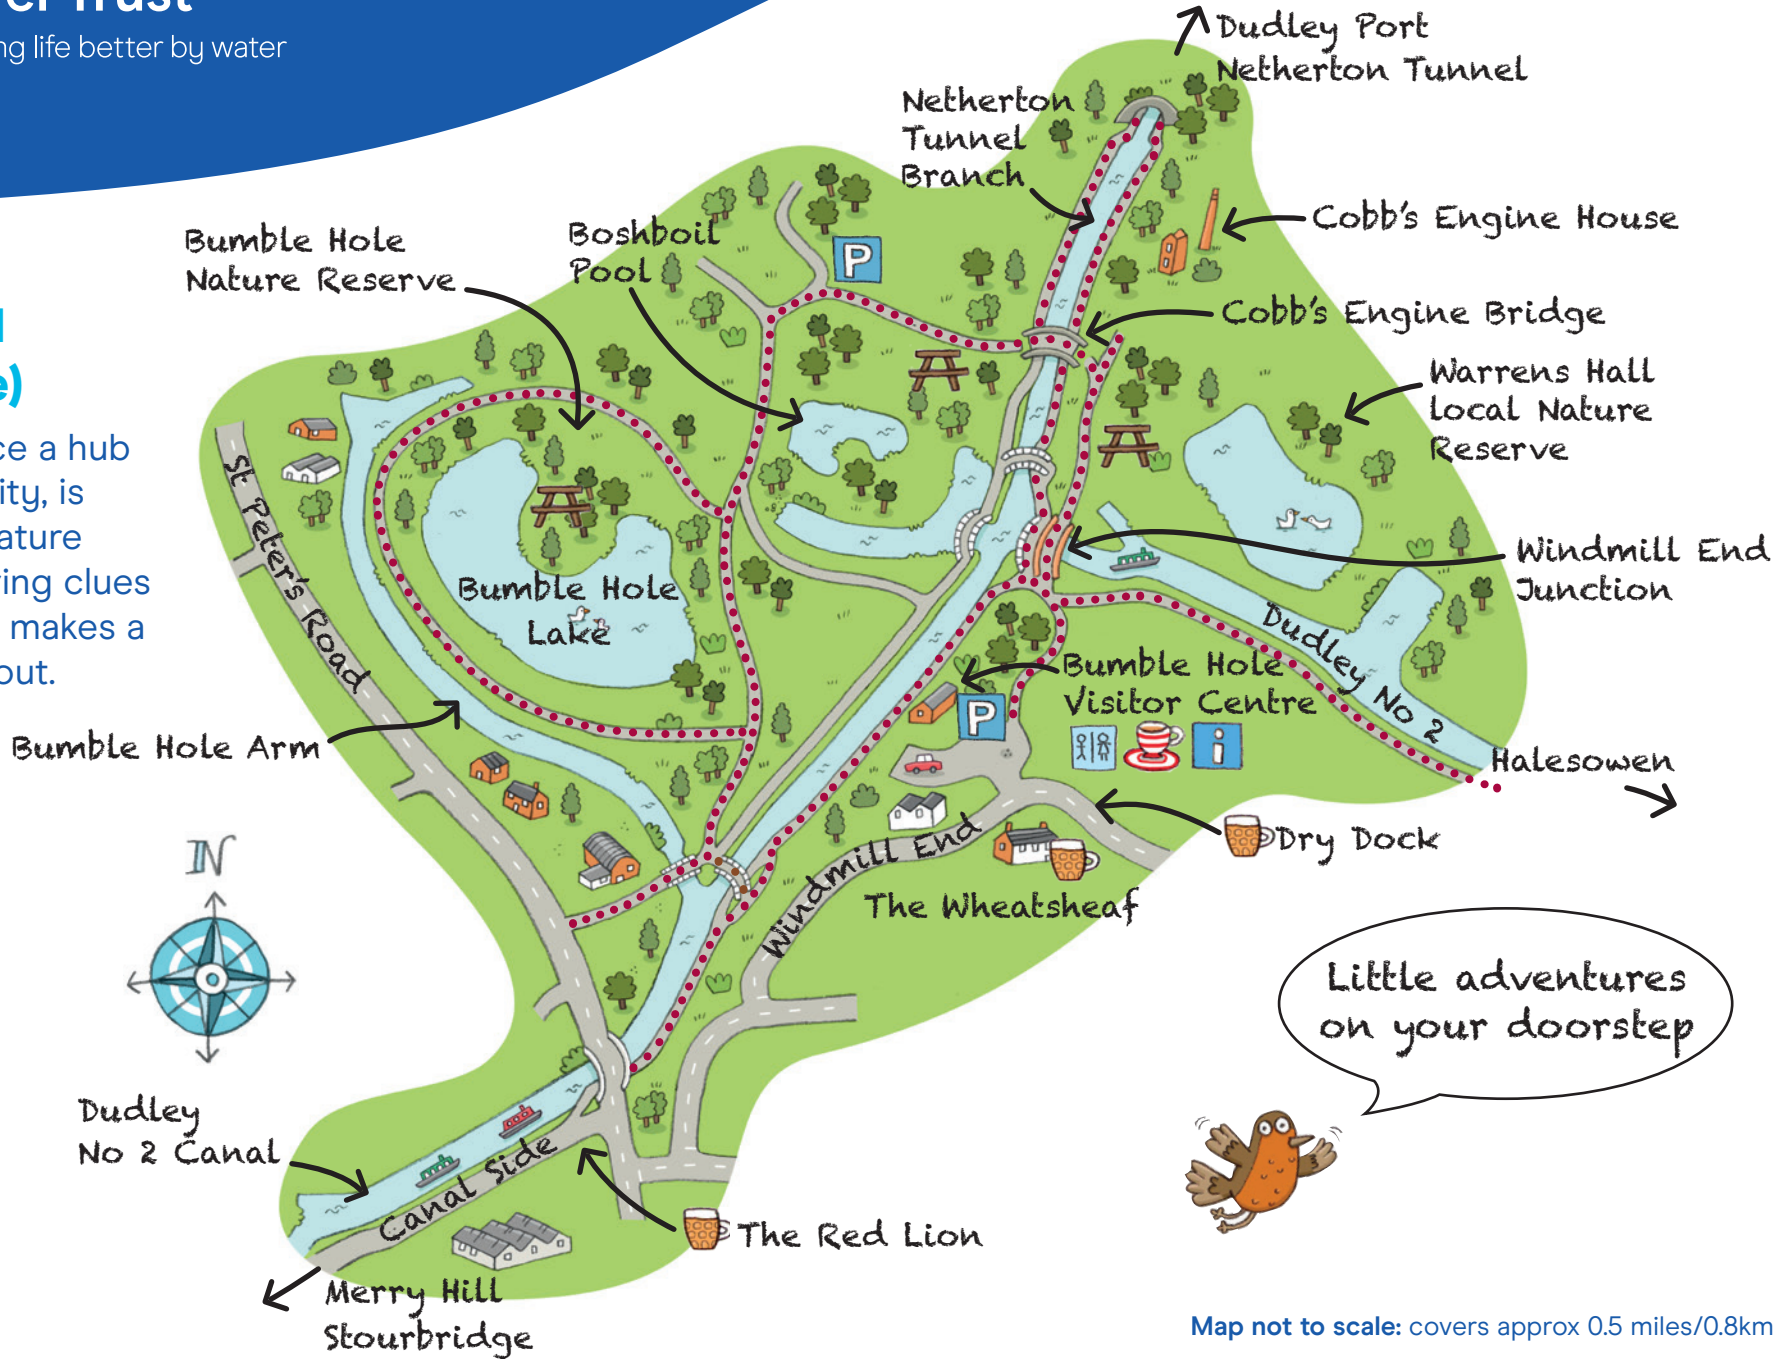 ng life better by water
Dudley Port
Netherton Tunnel
Netherton
Tunnel
Branch
Cobb's Engine House
Bumble Hole
Nature Reserve
Boshboil
Pool
P
Cobb's Engine Bridge
Warrens Hall
local Nature
Reserve
e)
ce a hub
ity, is
ature
ring clues
makes a
out.
St Peter's Road
Bumble Hole
Lake
Windmill End
Junction
Dudley No 2
Bumble Hole
Visitor Centre
P
i
Bumble Hole Arm
Halesowen
Dry Dock
Windmill End
The Wheatsheaf
N
Little adventures
on your doorstep
Dudley
No 2 Canal
Canal Side
The Red Lion
Merry Hill
Stourbridge
Map not to scale: covers approx 0.5 miles/0.8km